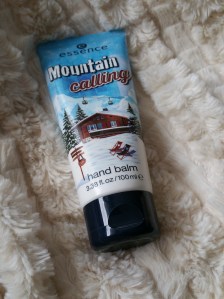 essence
Mountain
calling
hand balm
3.38 fl.oz/100ml e